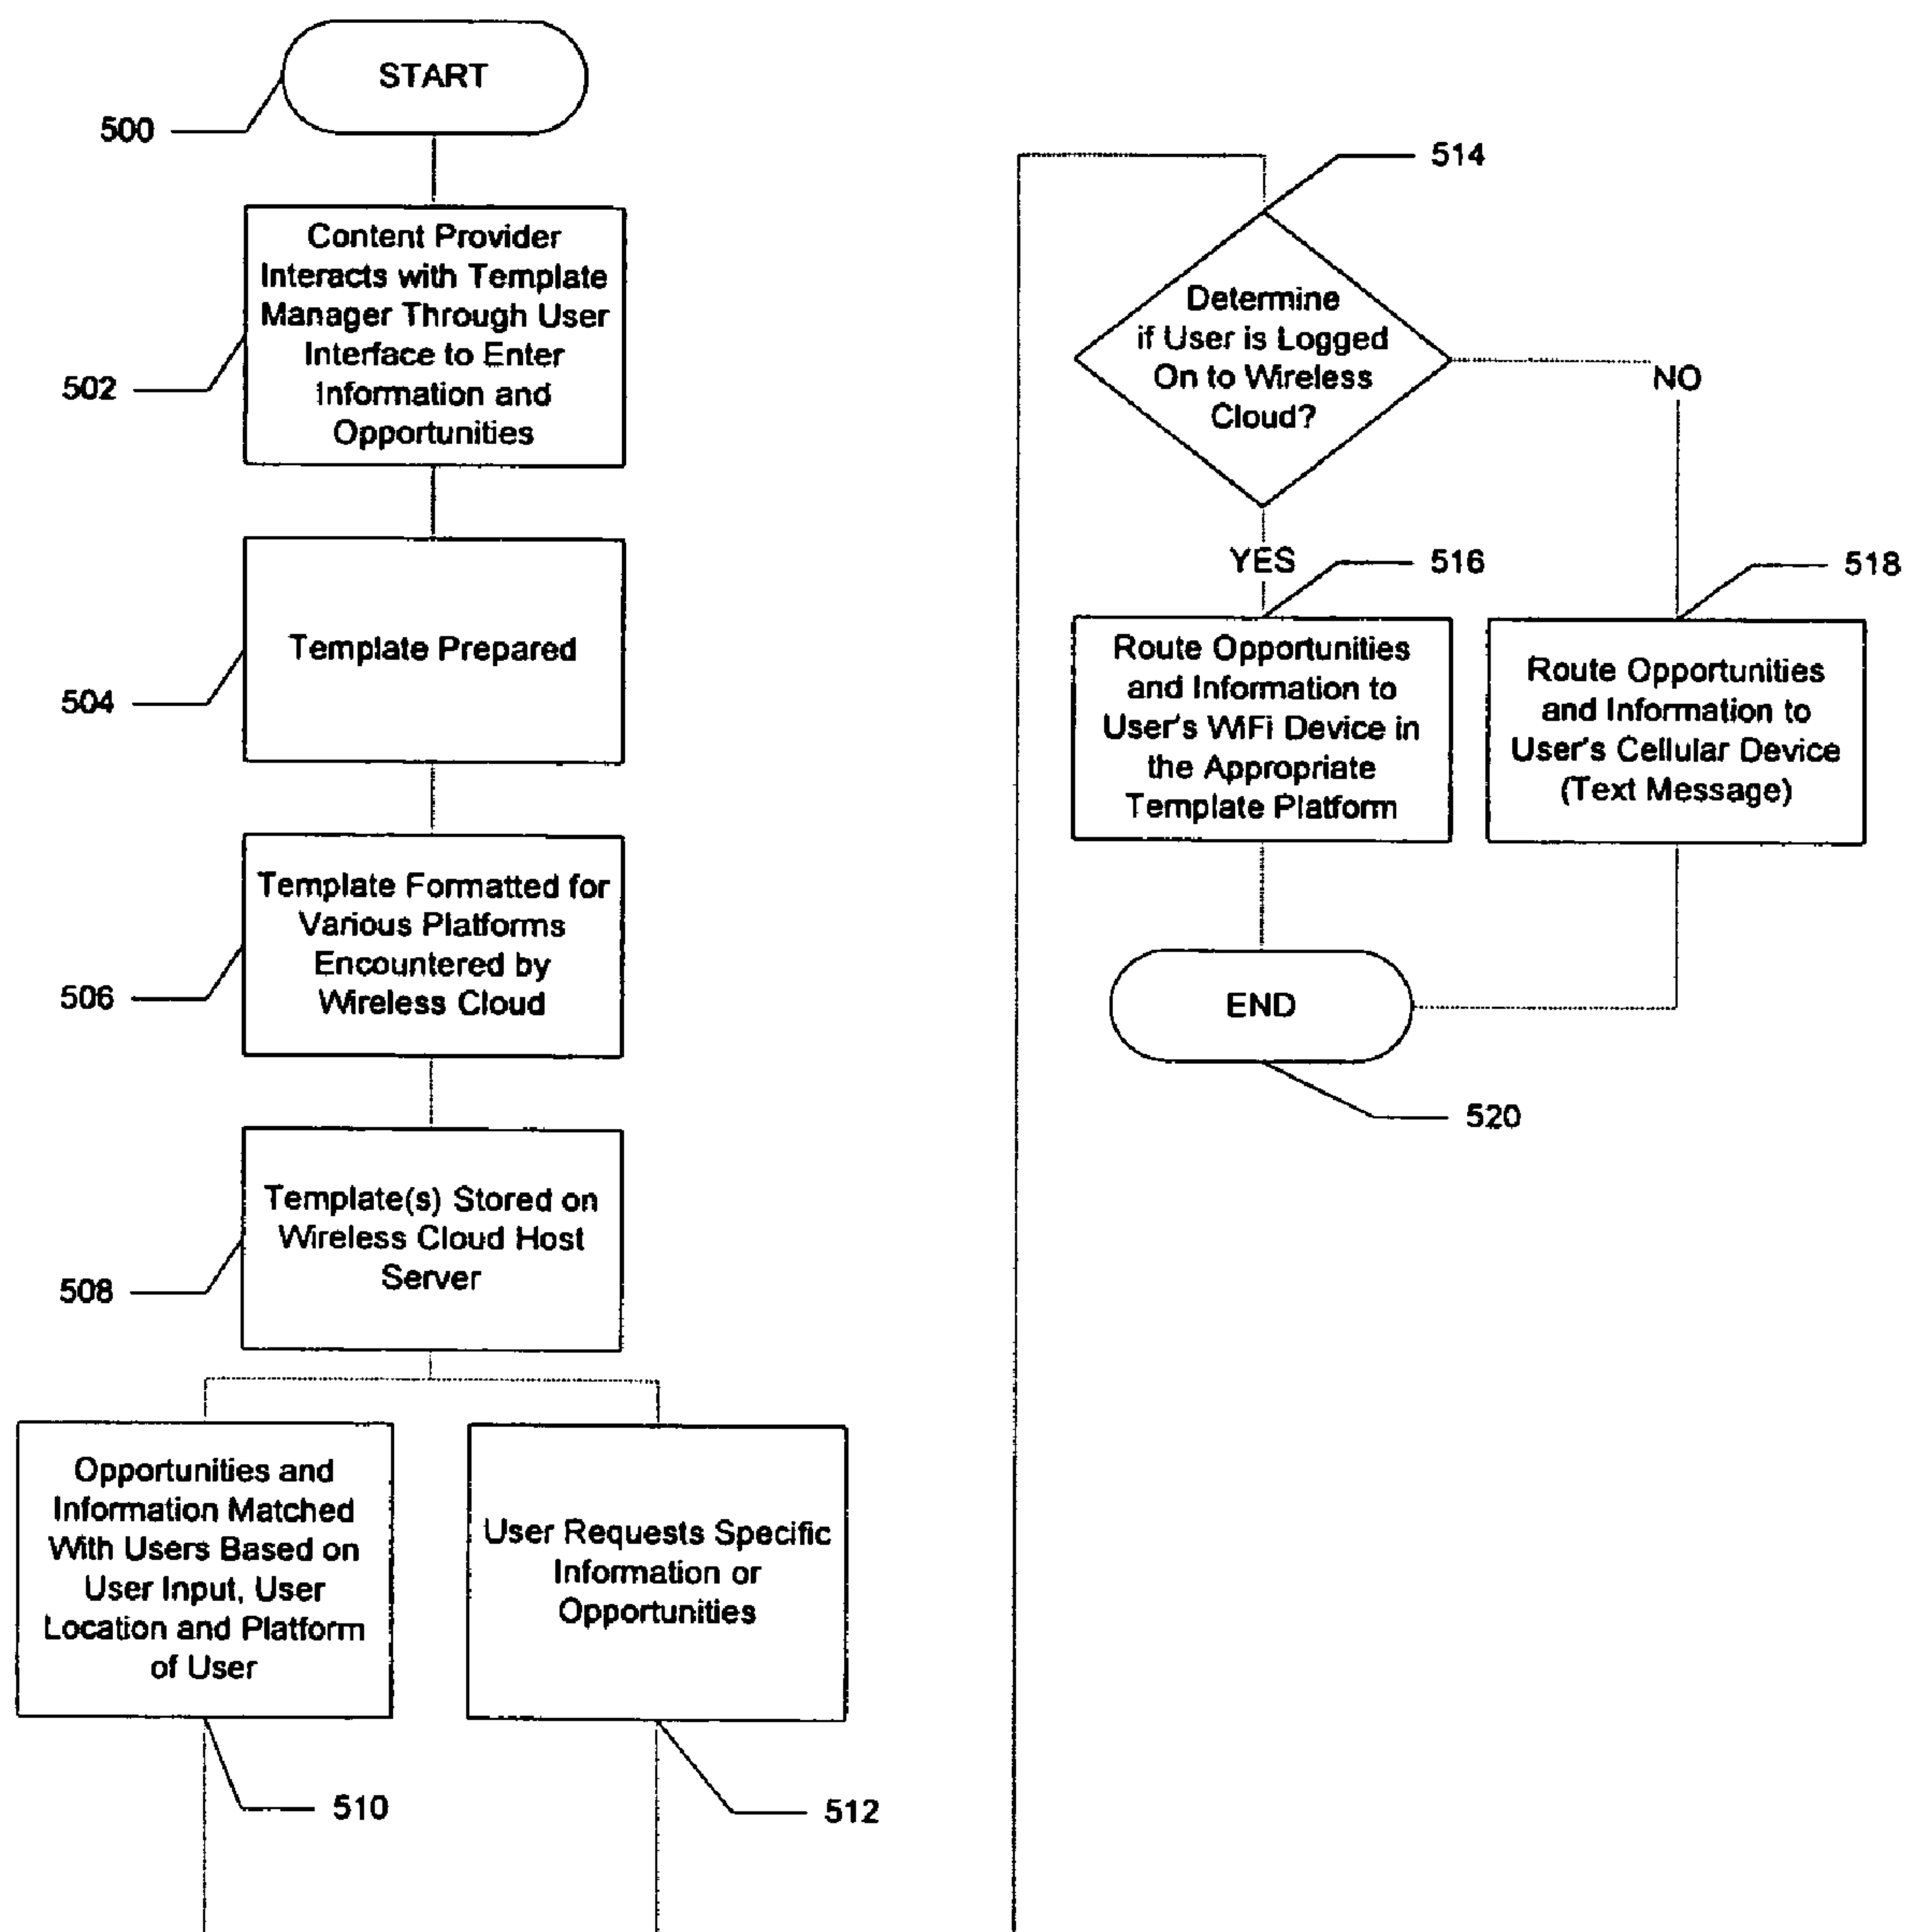 START
500
Content Provider
Interacts with Template
Manager Through User
Interface to Enter
Information and
Opportunities
502
Template Prepared
504
Template Formatted for
Various Platforms
Encountered by
Wireless Cloud
506
Template(s) Stored on
Wireless Cloud Host
Server
508
Opportunities and
Information Matched
With Users Based on
User Input, User
Location and Platform
of User
510
User Requests Specific
Information or
Opportunities
512
514
Determine
if User is Logged
On to Wireless
Cloud?
NO
YES
516
518
Route Opportunities
and Information to
User's WiFi Device in
the Appropriate
Template Platform
Route Opportunities
and Information to
User's Cellular Device
(Text Message)
END
520